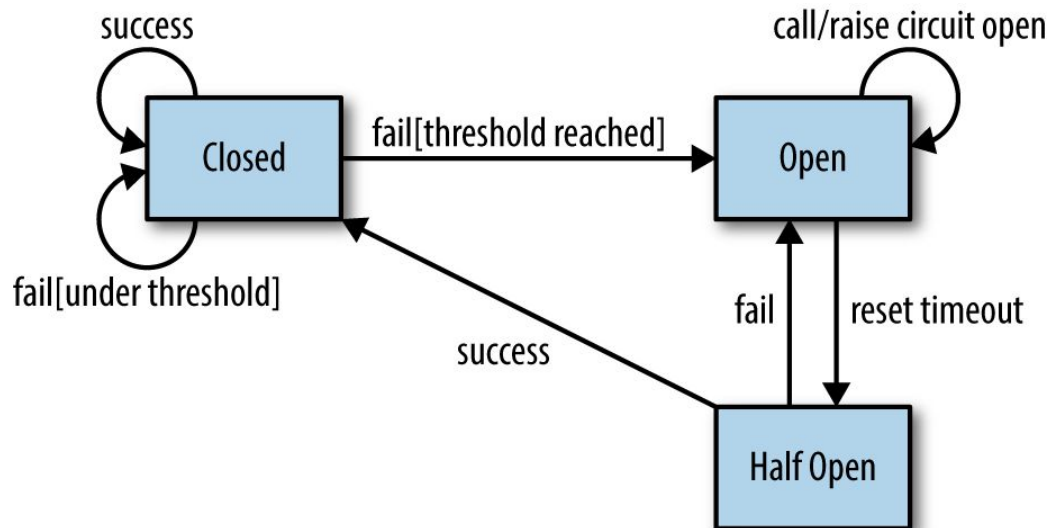 success
call/raise circuit open
Closed
fail[threshold reached]
Open
fail[under threshold]
success
fail
reset timeout
Half Open